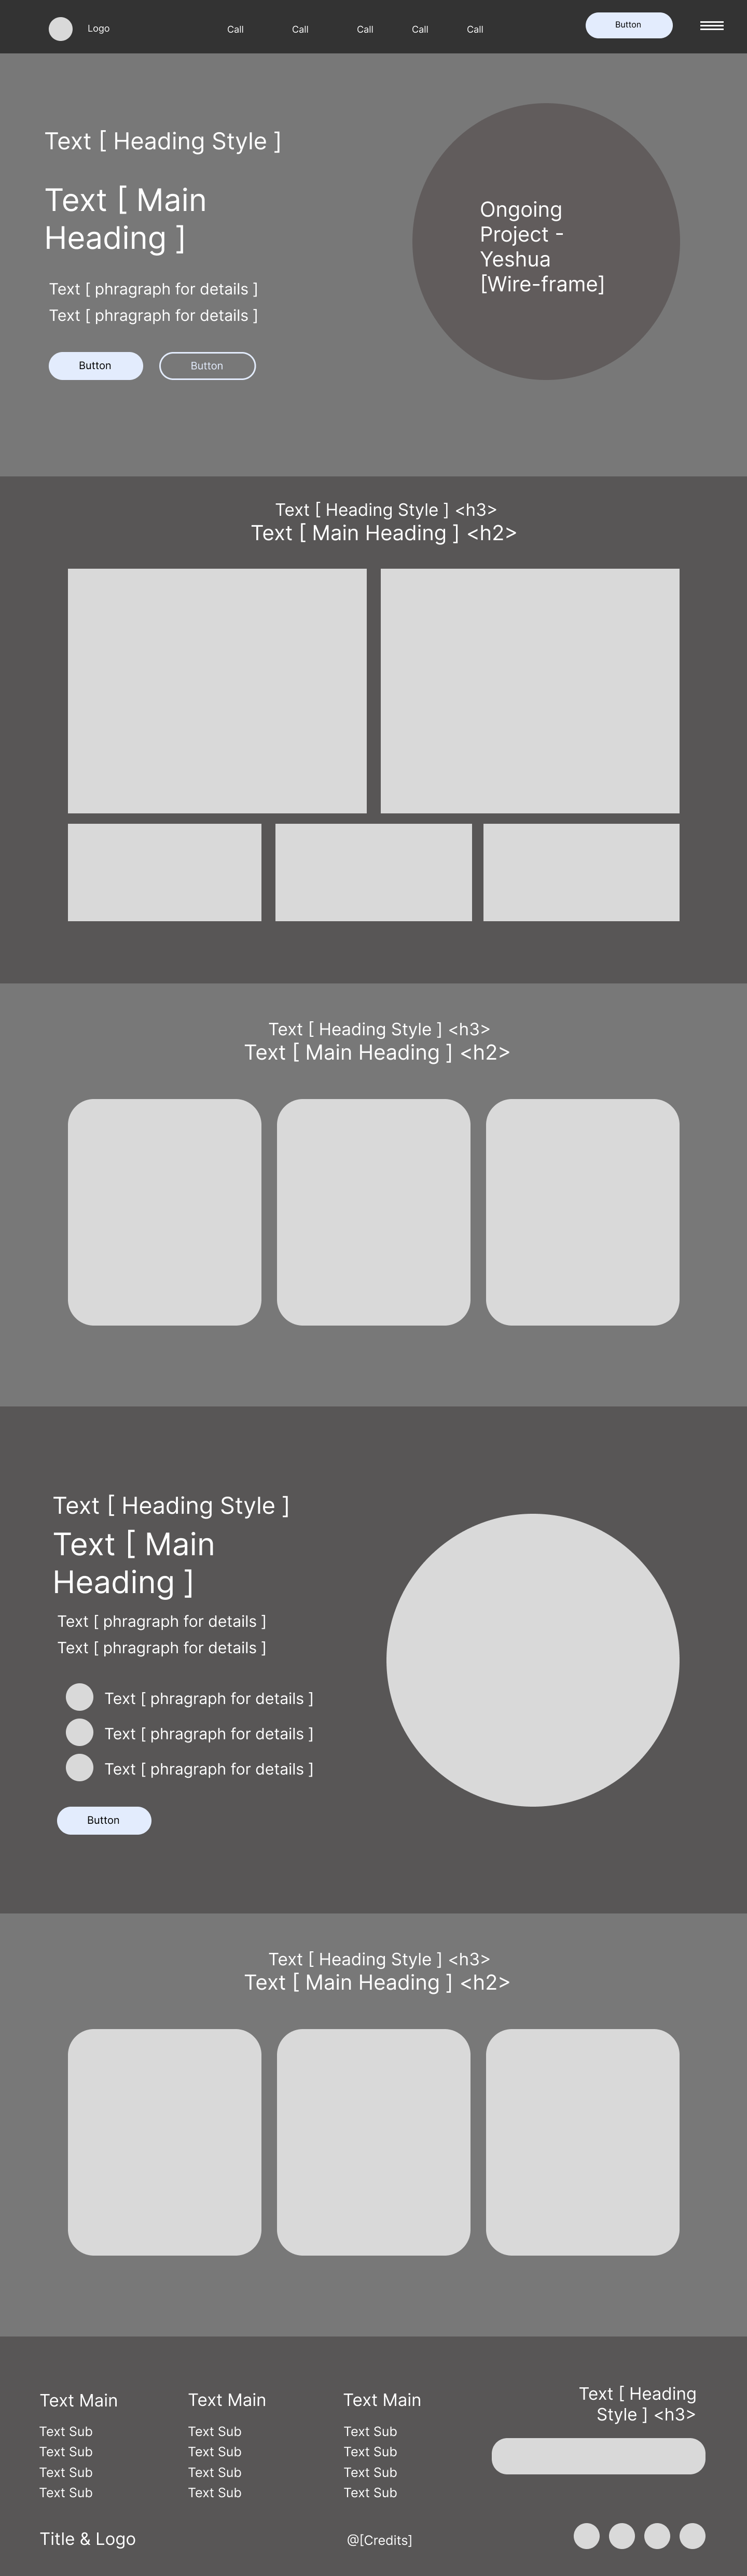 Logo
Call
Call
Call
Call
Call
Button
Text [ Heading Style ]
Text [ Main
Heading ]
Text [ phragraph for details ]
Text [ phragraph for details ]
Button
Button
Ongoing
Project -
Yeshua
[Wire-frame]
Text [ Heading Style ] <h3>
Text [ Main Heading ] <h2>
Text [ Heading Style ] <h3>
Text [ Main Heading ] <h2>
Text [ Heading Style ]
Text [ Main
Heading ]
Text [ phragraph for details ]
Text [ phragraph for details ]
Text [ phragraph for details ]
Text [ phragraph for details ]
Text [ phragraph for details ]
Button
Text [ Heading Style ] <h3>
Text [ Main Heading ] <h2>
Text Main
Text Sub
Text Sub
Text Sub
Text Sub
Text Main
Text Sub
Text Sub
Text Sub
Text Sub
Text Main
Text Sub
Text Sub
Text Sub
Text Sub
Text [ Heading
Style ] <h3>
Title & Logo
@[Credits]